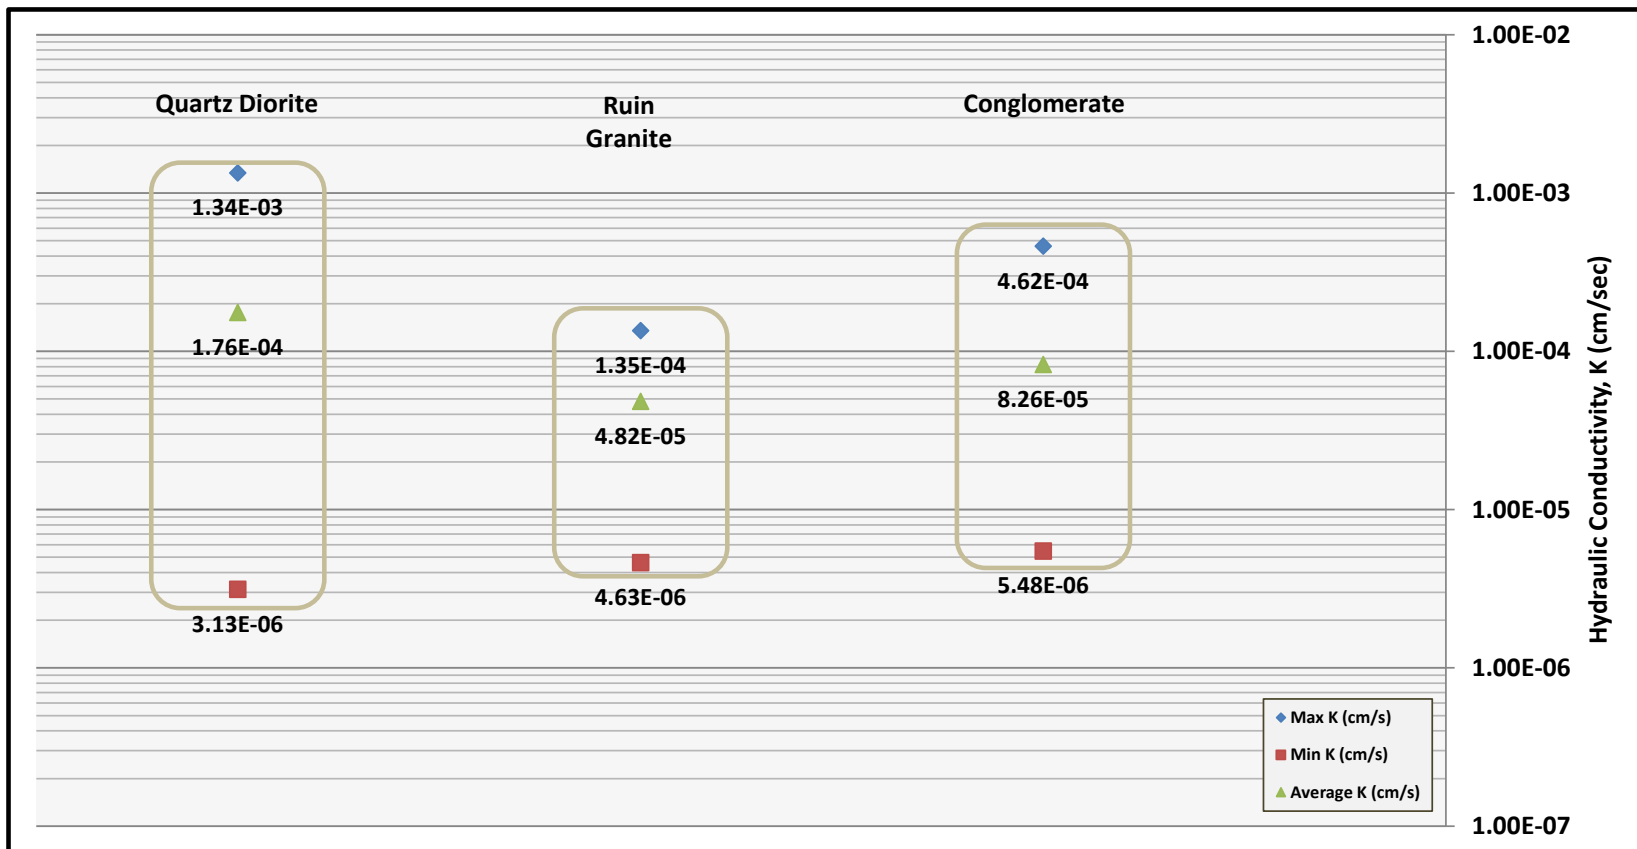 Quartz Diorite
Ruin
Granite
Conglomerate
1.34E-03
1.76E-04
3.13E-06
1.35E-04
4.82E-05
4.63E-06
4.62E-04
8.26E-05
5.48E-06
1.00E-02
1.00E-03
1.00E-04
1.00E-05
1.00E-06
1.00E-07
Hydraulic Conductivity, K (cm/sec)
Max K (cm/s)
Min K (cm/s)
Average K (cm/s)